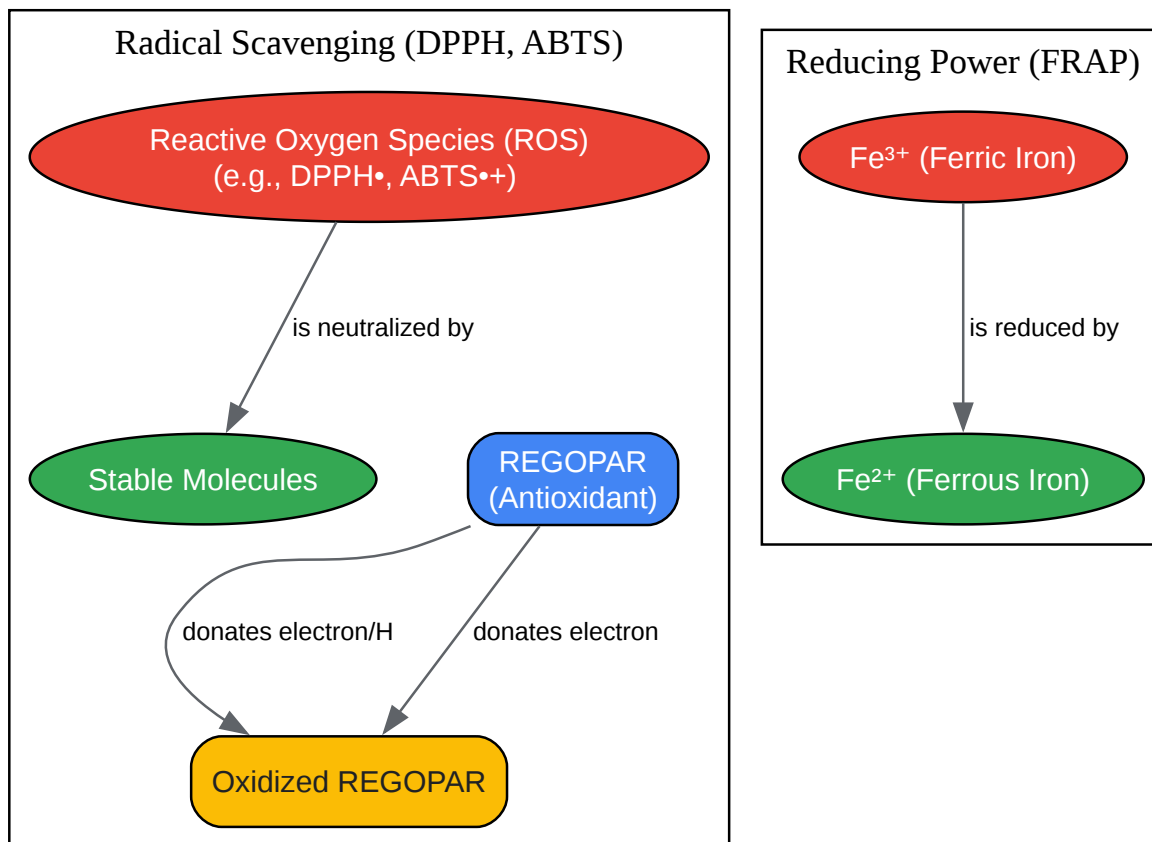 Radical Scavenging (DPPH, ABTS)
Reactive Oxygen Species (ROS)
(e.g., DPPH•, ABTS•+)
is neutralized by
Stable Molecules
REGOPAR
(Antioxidant)
donates electron/H
donates electron
Oxidized REGOPAR
Reducing Power (FRAP)
Fe³⁺ (Ferric Iron)
is reduced by
Fe²⁺ (Ferrous Iron)